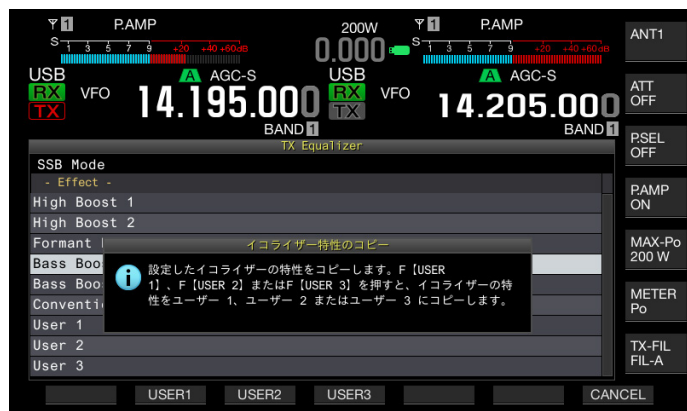 1 P.AMP 200W 1 P.AMP ANT1
S 1 3 5 7 9 +20 +40 +60dB 0.000 S 1 3 5 7 9 +20 +40 +60dB
USB A AGC-S USB A AGC-S
RX VFO 14.195.000 RX VFO 14.205.000
TX TX
BAND 1 BAND 1
ATT
OFF
TX Equalizer
P.SEL
OFF
SSB Mode
- Effect -
High Boost 1
P.AMP
ON
High Boost 2
Formant
イコライザー特性のコピー
MAX-Po
200 W
Bass Boo
設定したイコライザーの特性をコピーします。F【USER
Bass Boo
1】、F【USER 2】またはF【USER 3】を押すと、イコライザーの特
Conventi
性をユーザー 1、ユーザー 2 またはユーザー 3 にコピーします。
METER
Po
User 1
User 2
User 3
TX-FIL
FIL-A
USER1 USER2 USER3 CANCEL